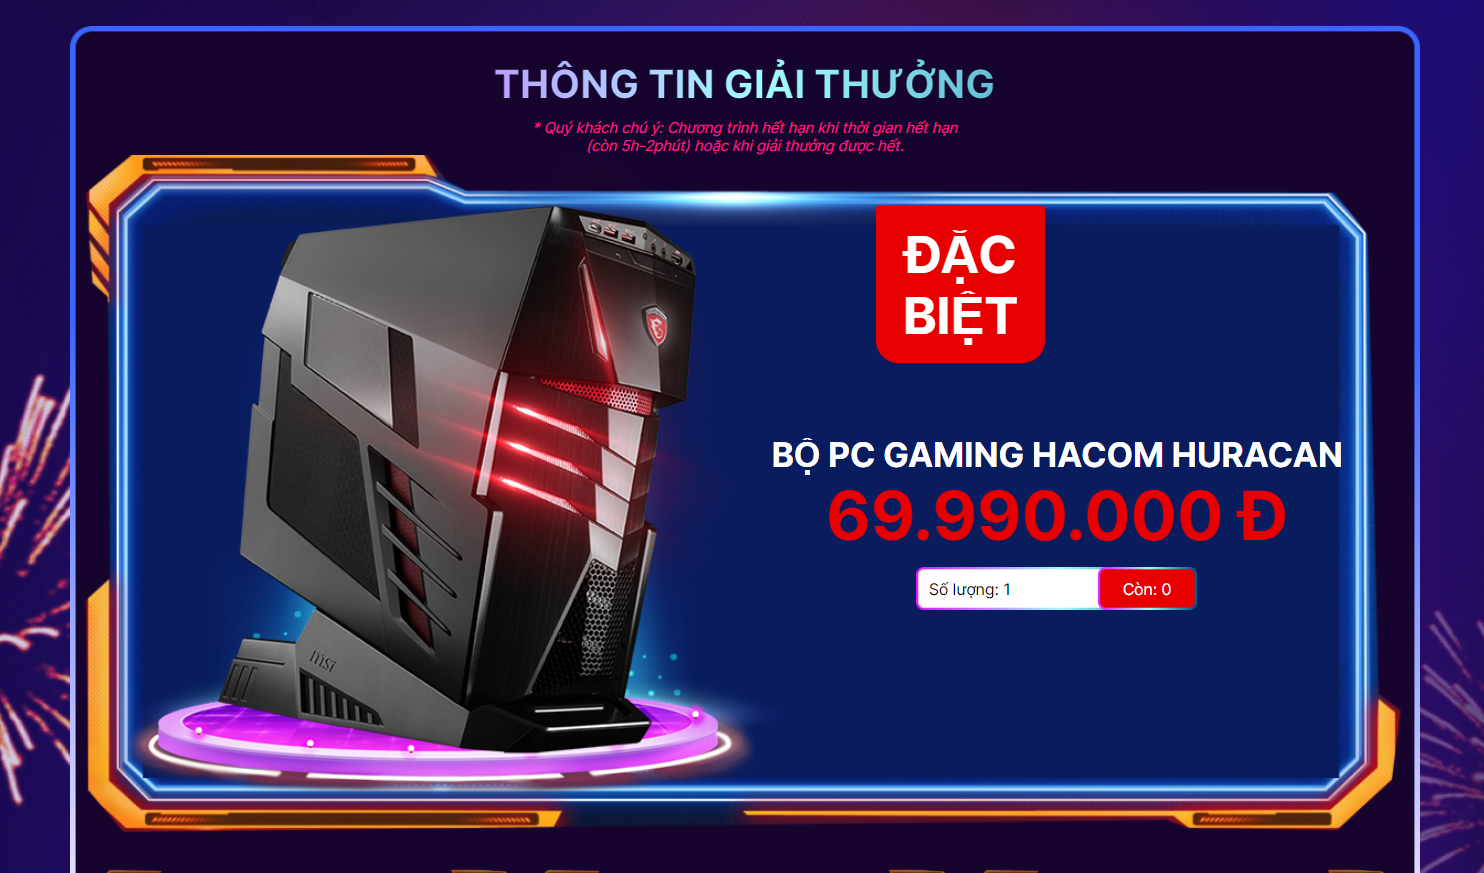 THÔNG TIN GIẢI THƯỞNG
* Quý khách chú ý: Chương trình hết hạn khi thời gian hết hạn
(còn 5h-2phút) hoặc khi giải thưởng được hết.
ĐẶC
BIỆT
BỘ PC GAMING HACOM HURACAN
69.990.000 Đ
Số lượng: 1
Còn: 0
msi